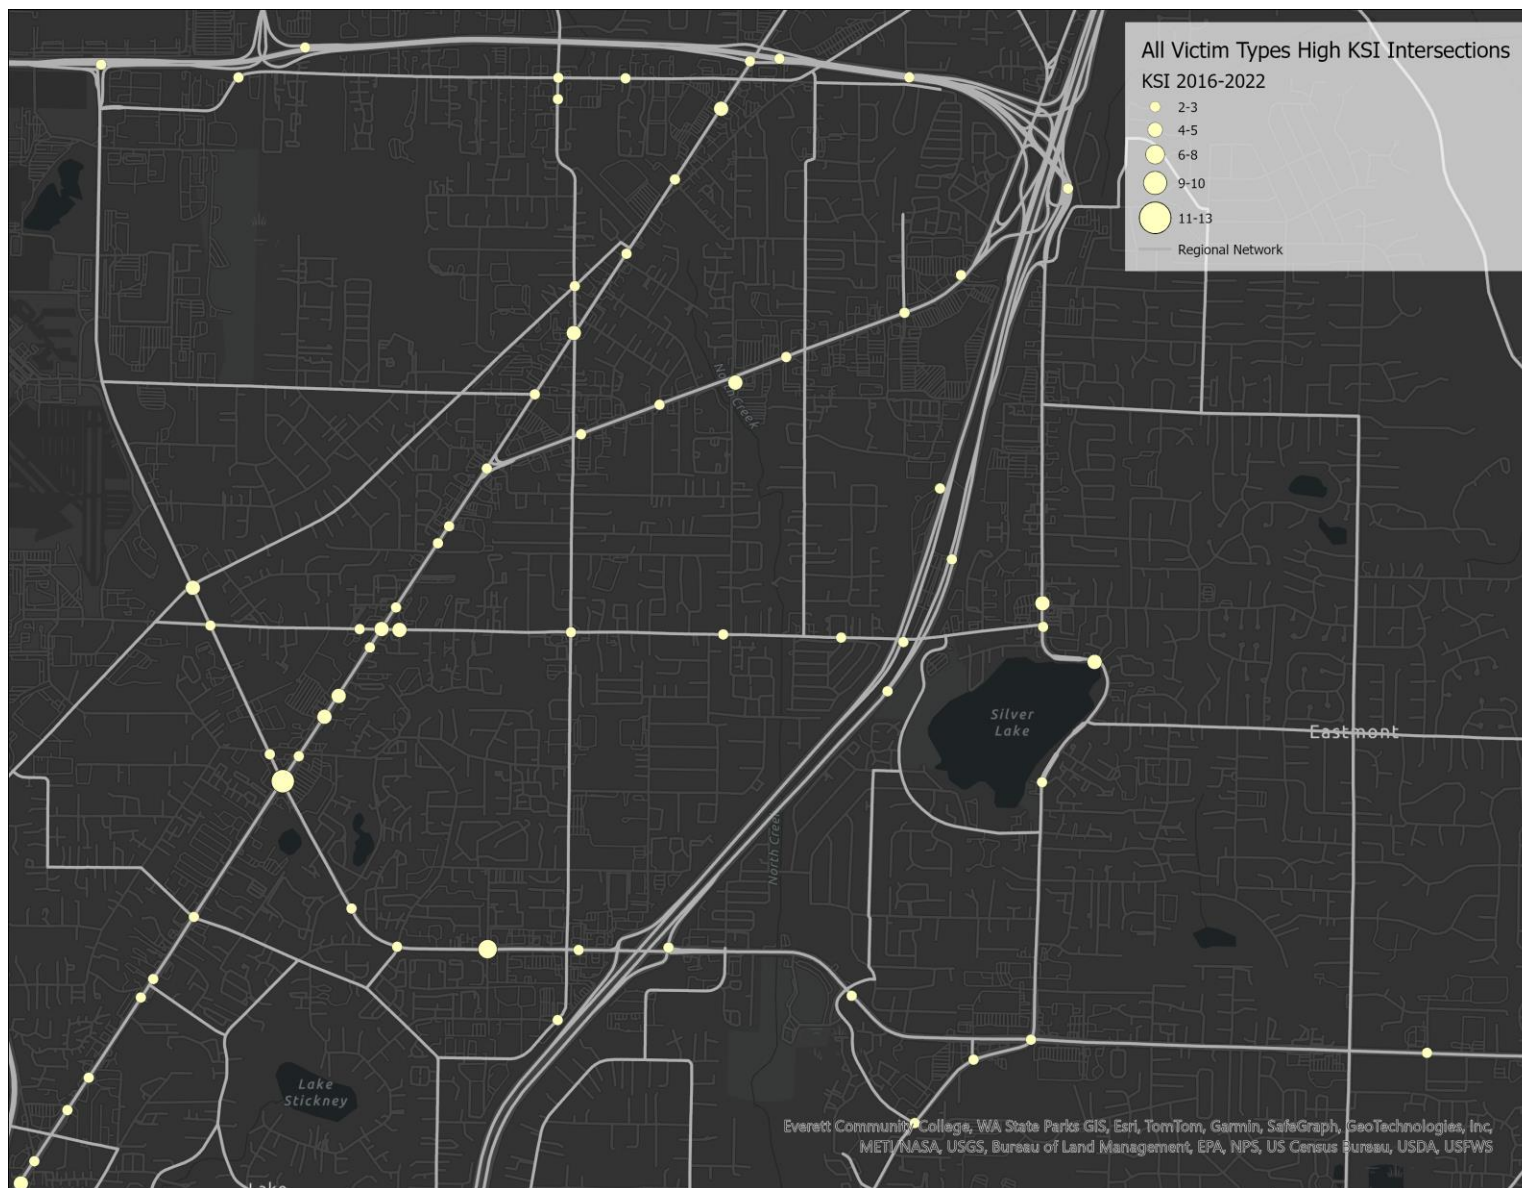 All Victim Types High KSI Intersections
KSI 2016-2022
2-3
4-5
6-8
9-10
11-13
Regional Network
North Creek
Silver
Lake
Eastmont
North Creek
Lake
Stickney
Everett Community College, WA State Parks GIS, Esri, TomTom, Garmin, SafeGraph, GeoTechnologies, Inc,
METI/NASA, USGS, Bureau of Land Management, EPA, NPS, US Census Bureau, USDA, USFWS
Lake